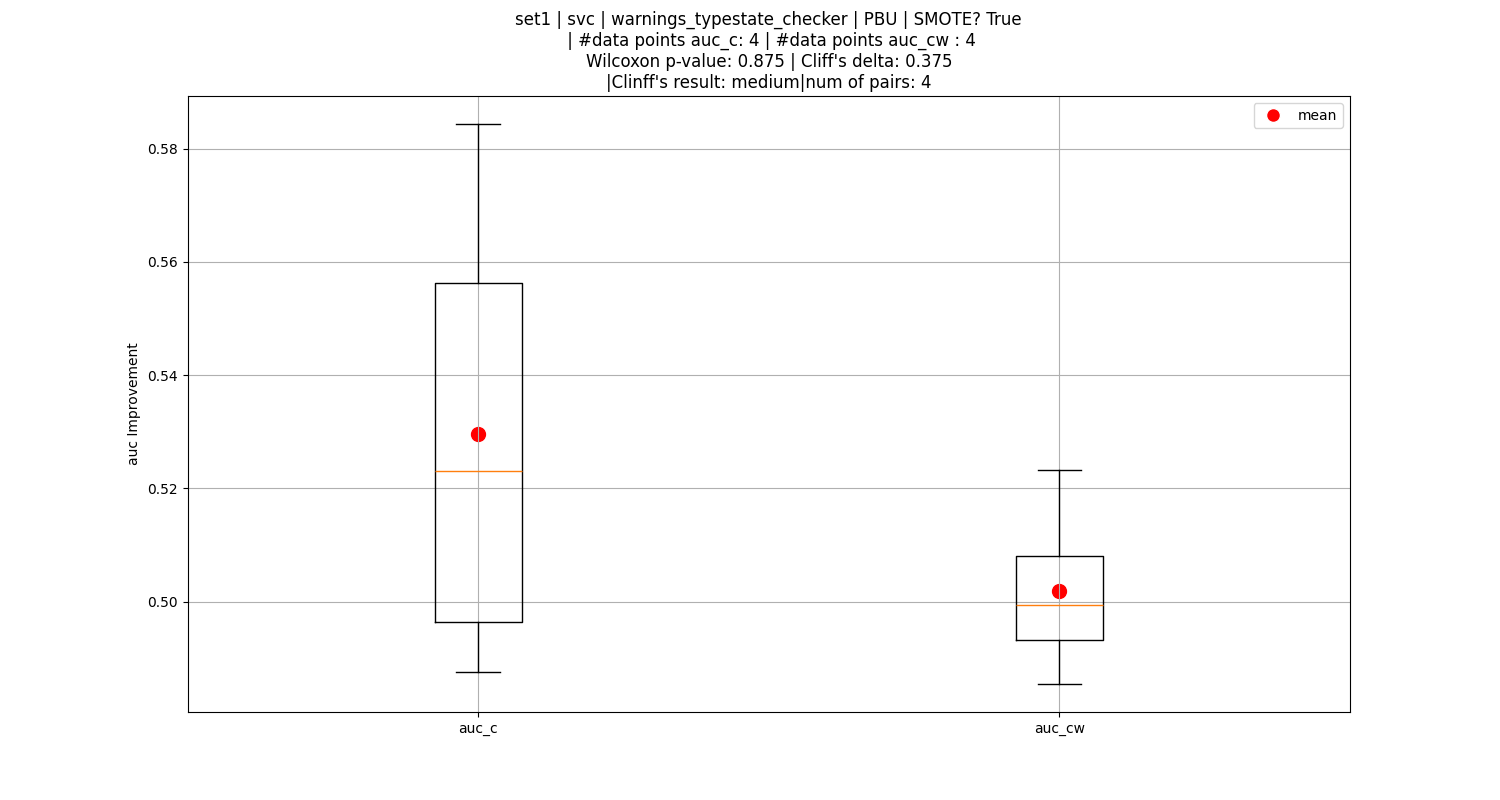 set1 | svc | warnings_typestate_checker | PBU | SMOTE? True
| #data points auc_c: 4 | #data points auc_cw : 4
Wilcoxon p-value: 0.875 | Cliff's delta: 0.375
|Clinff's result: medium|num of pairs: 4
mean
0.58
0.56
0.54
0.52
0.50
auc Improvement
auc_c
auc_cw